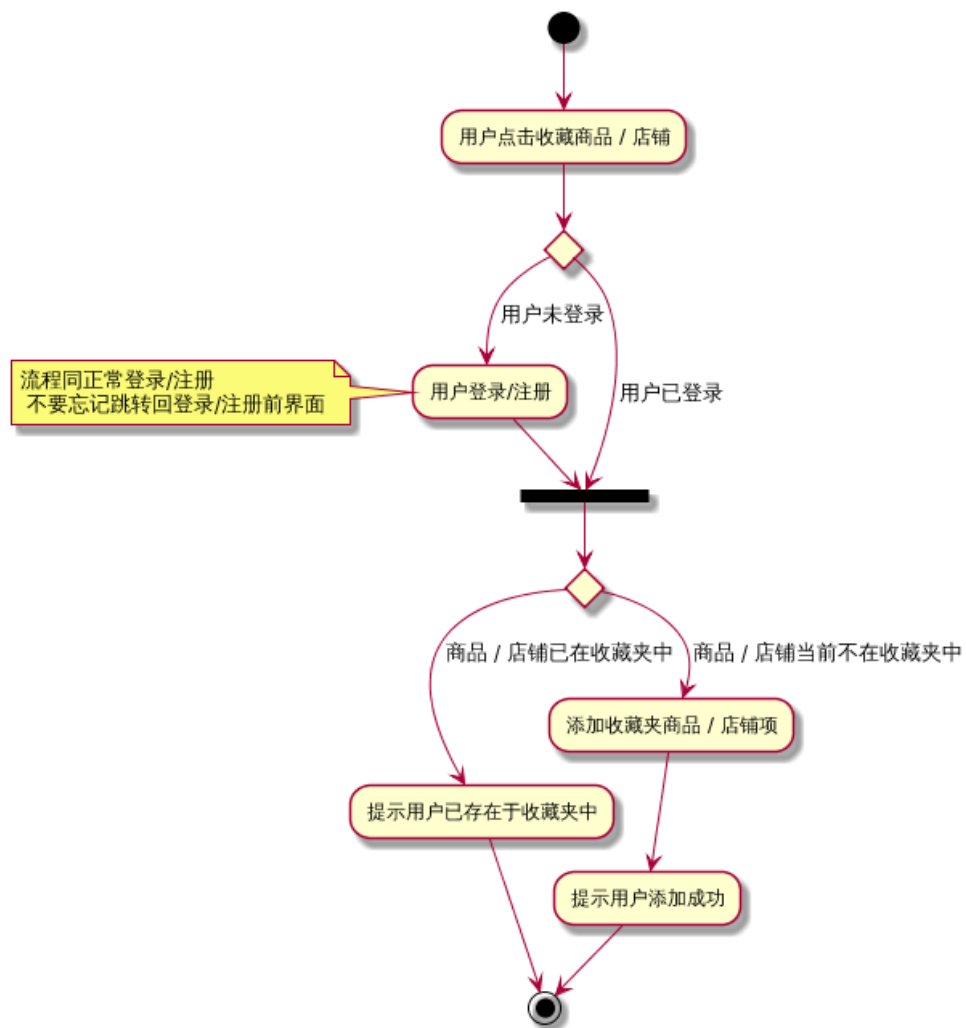 用户点击收藏商品 / 店铺
用户未登录
流程同正常登录/注册
不要忘记跳转回登录/注册前界面
用户登录/注册
用户已登录
商品 / 店铺已在收藏夹中
商品 / 店铺当前不在收藏夹中
添加收藏夹商品 / 店铺项
提示用户已存在于收藏夹中
提示用户添加成功